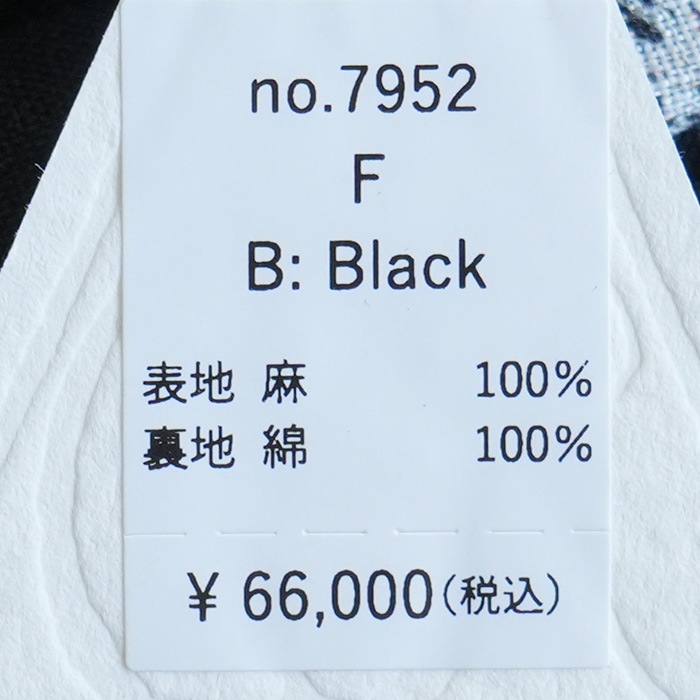 no.7952
F
B: Black
表地 麻 100%
裏地 綿 100%
¥ 66,000(税込)